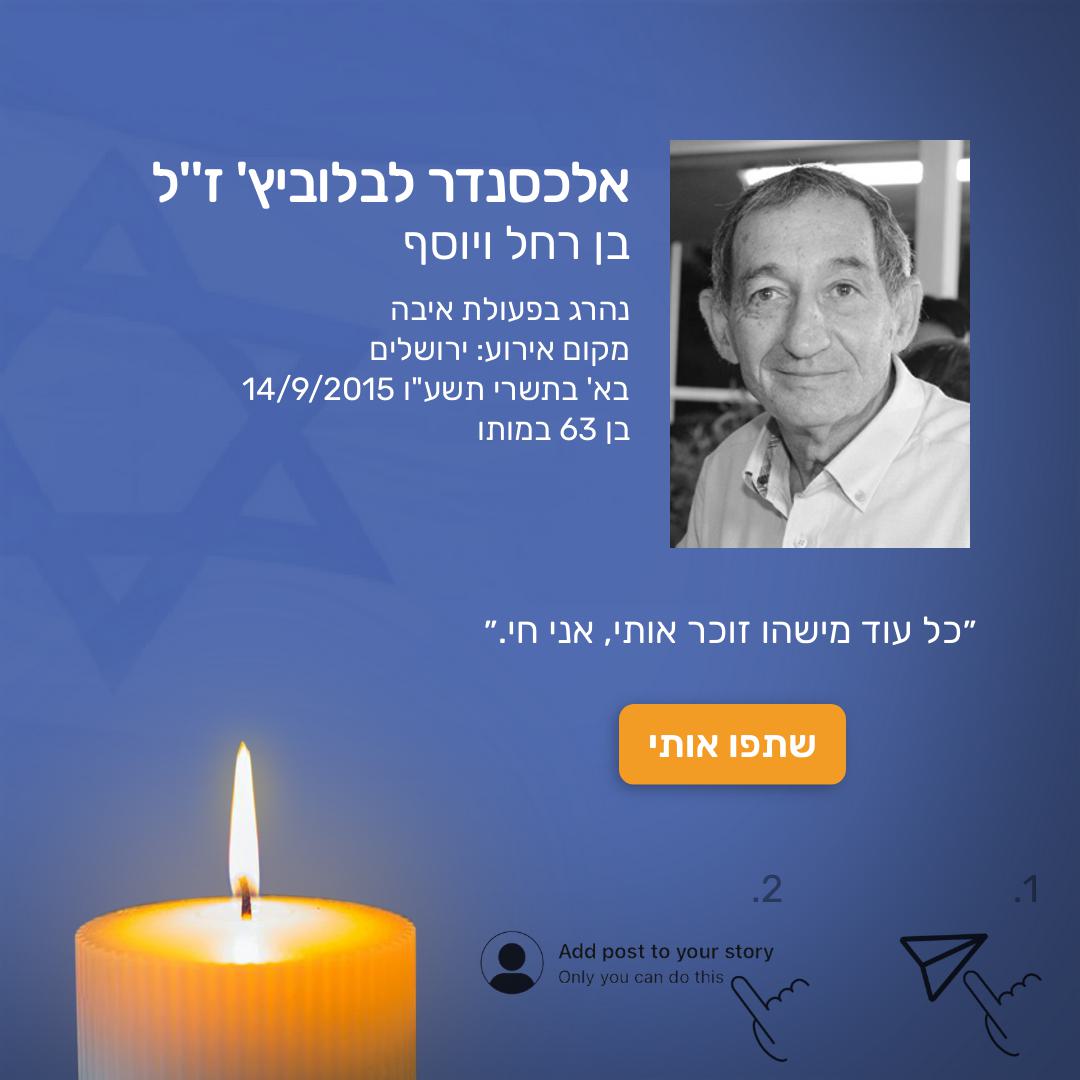 אלכסנדר לבלוביץ' ז"ל
בן רחל ויוסף
נהרג בפעולת איבה
מקום אירוע: ירושלים
בא' בתשרי תשע"ו 14/9/2015
בן 63 במותו
״כל עוד מישהו זוכר אותי, אני חי.״
שתפו אותי
.1
.2
Add post to your story
Only you can do this